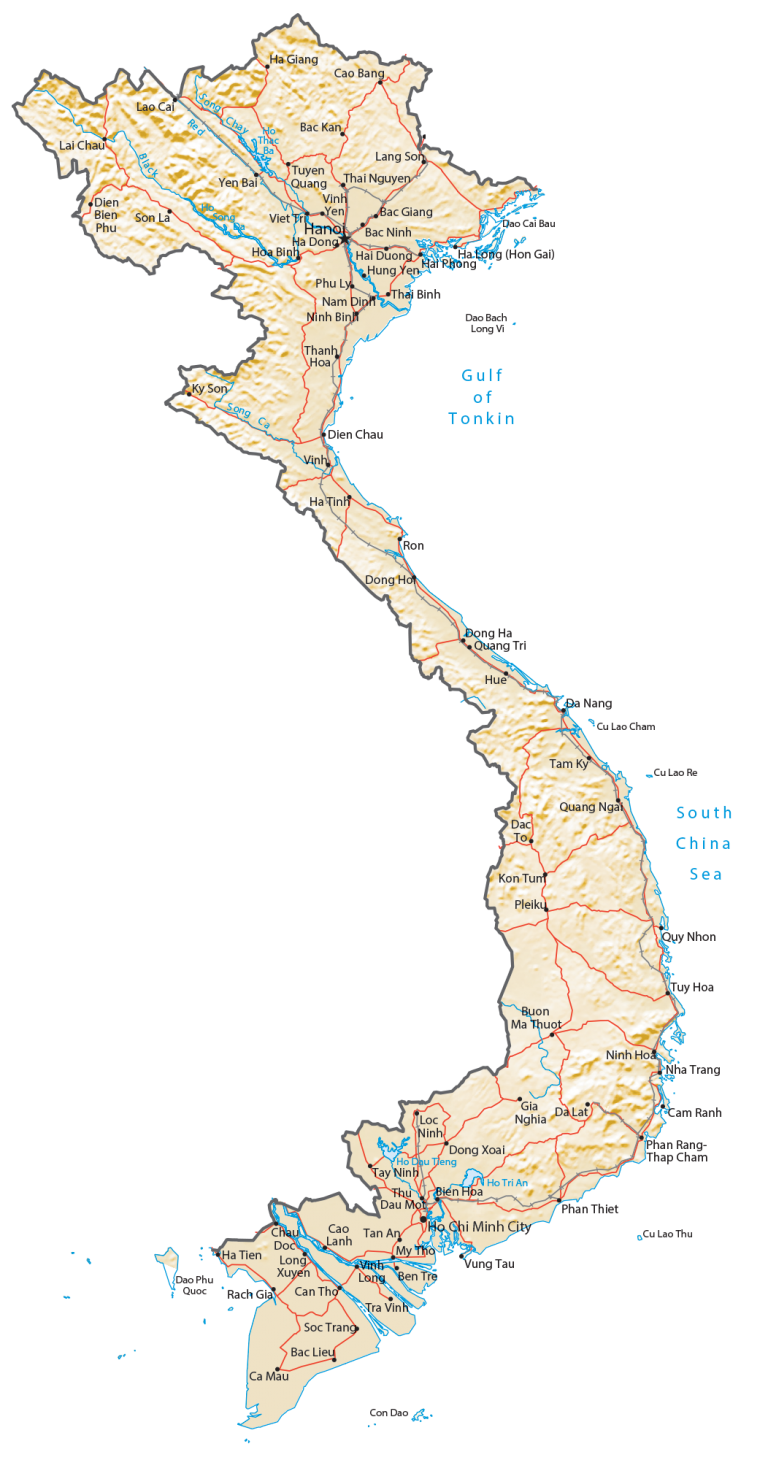 Ha Giang
Cao Bang
Lao Cai
Song Chay
Red
Ho
Thac
Ba
Bac Kan
Lang Son
Lai Chau
Black
Yen Bai
Tuyen
Quang
Thai Nguyen
Vinh
Yen
Dien
Bien
Phu
Son La
Ho
Song Da
Viet Tri
Bac Giang
Dao Cai Bau
Hanoi
Bac Ninh
Ha Dong
Hoa Binh
Hai Duong
Ha Long (Hon Gai)
Hai Phong
Hung Yen
Phu Ly
Nam Dinh
Thai Binh
Ninh Binh
Dao Bach
Long Vi
Thanh
Hoa
Gulf
of
Tonkin
Ky Son
Song Ca
Dien Chau
Vinh
Ha Tinh
Ron
Dong Hoi
Dong Ha
Quang Tri
Hue
Da Nang
Cu Lao Cham
Tam Ky
Cu Lao Re
Quang Ngai
South
China
Sea
Dac
To
Kon Tum
Pleiku
Quy Nhon
Tuy Hoa
Buon
Ma Thuot
Ninh Hoa
Nha Trang
Gia
Nghia
Da Lat
Cam Ranh
Loc
Ninh
Dong Xoai
Phan Rang-
Thap Cham
Ho Dau Tieng
Tay Ninh
Ho Tri An
Thu
Dau Mot
Bien Hoa
Phan Thiet
Ho Chi Minh City
Cu Lao Thu
Chau
Doc
Cao
Lanh
Tan An
My Tho
Ha Tien
Long
Xuyen
Vinh
Long
Ben Tre
Vung Tau
Dao Phu
Quoc
Rach Gia
Can Tho
Tra Vinh
Soc Trang
Bac Lieu
Ca Mau
Con Dao